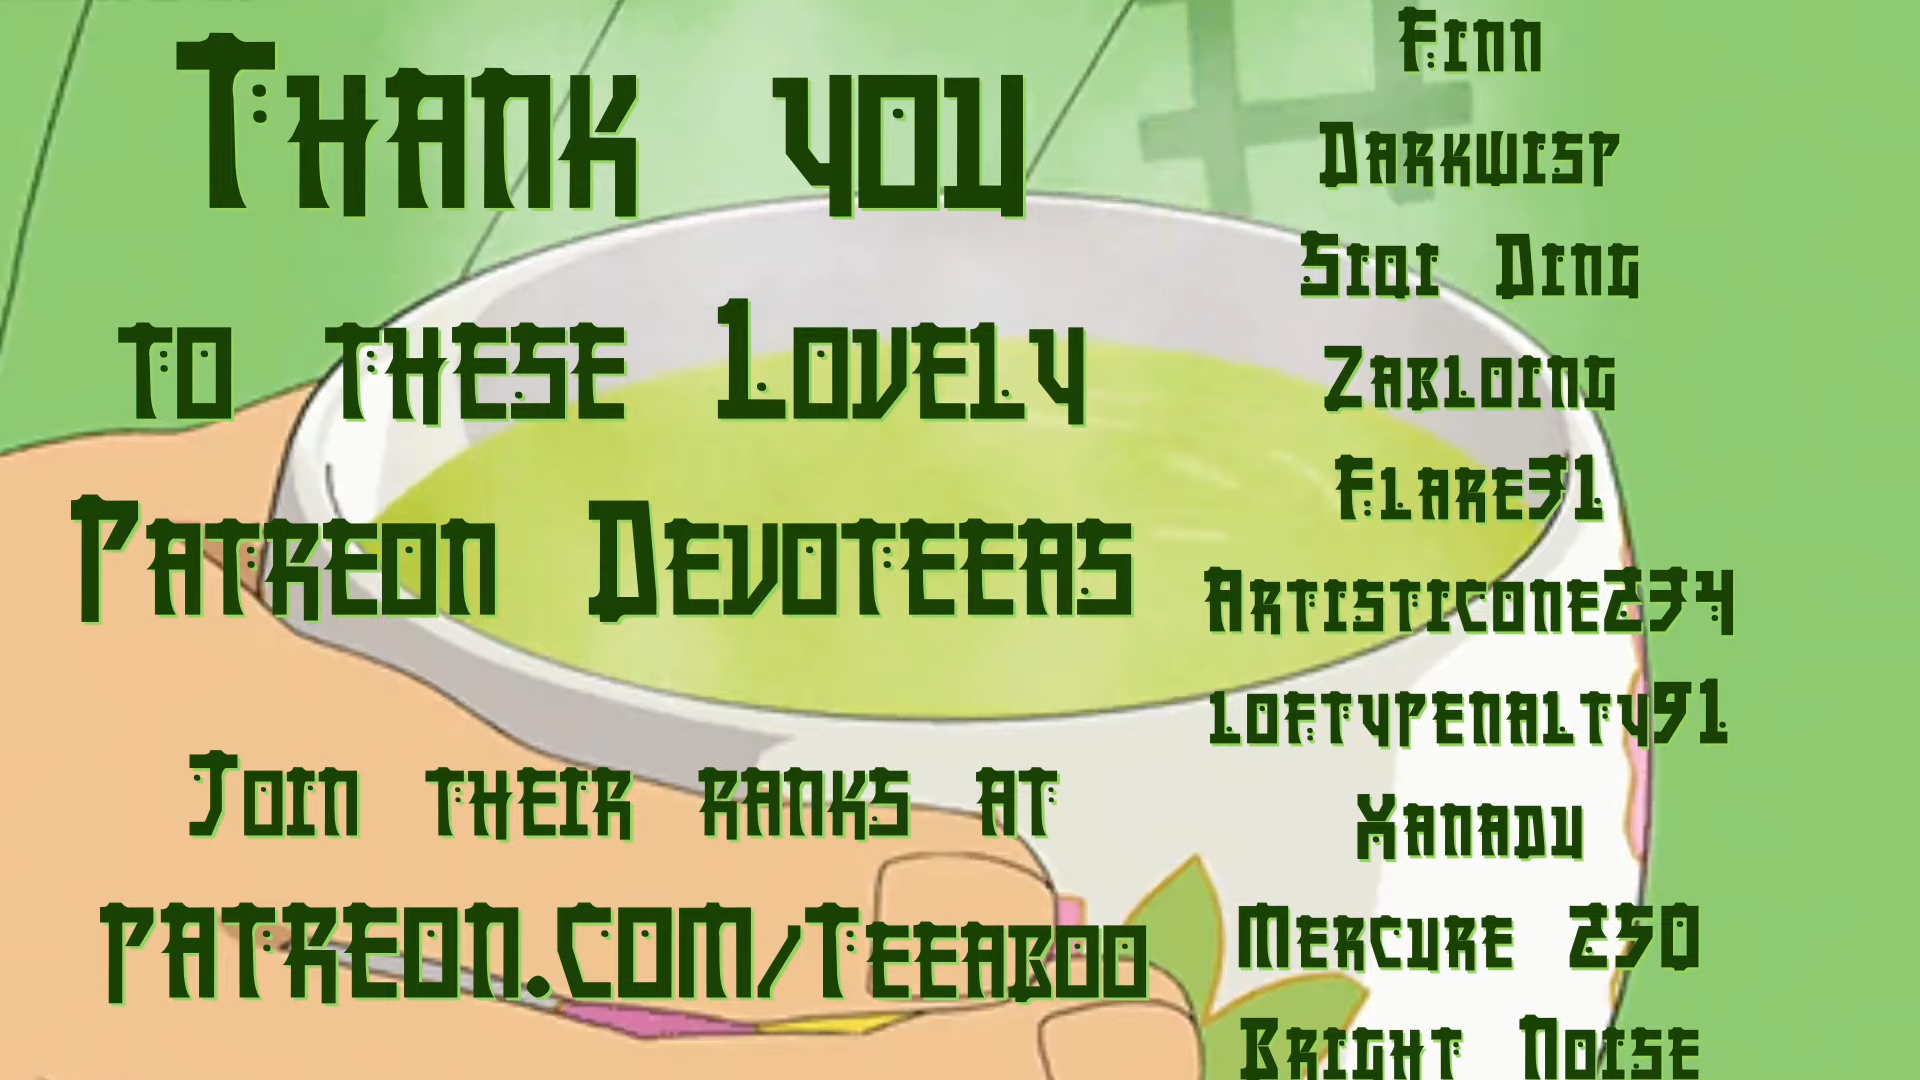 Thank you
to these Lovely
Patreon Devoteeas
Join their ranks at
patreon.com/Teeaboo
Finn
Darkwisp
Siqi Ding
Zabloing
Flare31
Artisticone234
loftypenalty91
Xanadu
Mercure 250
Bright Noise